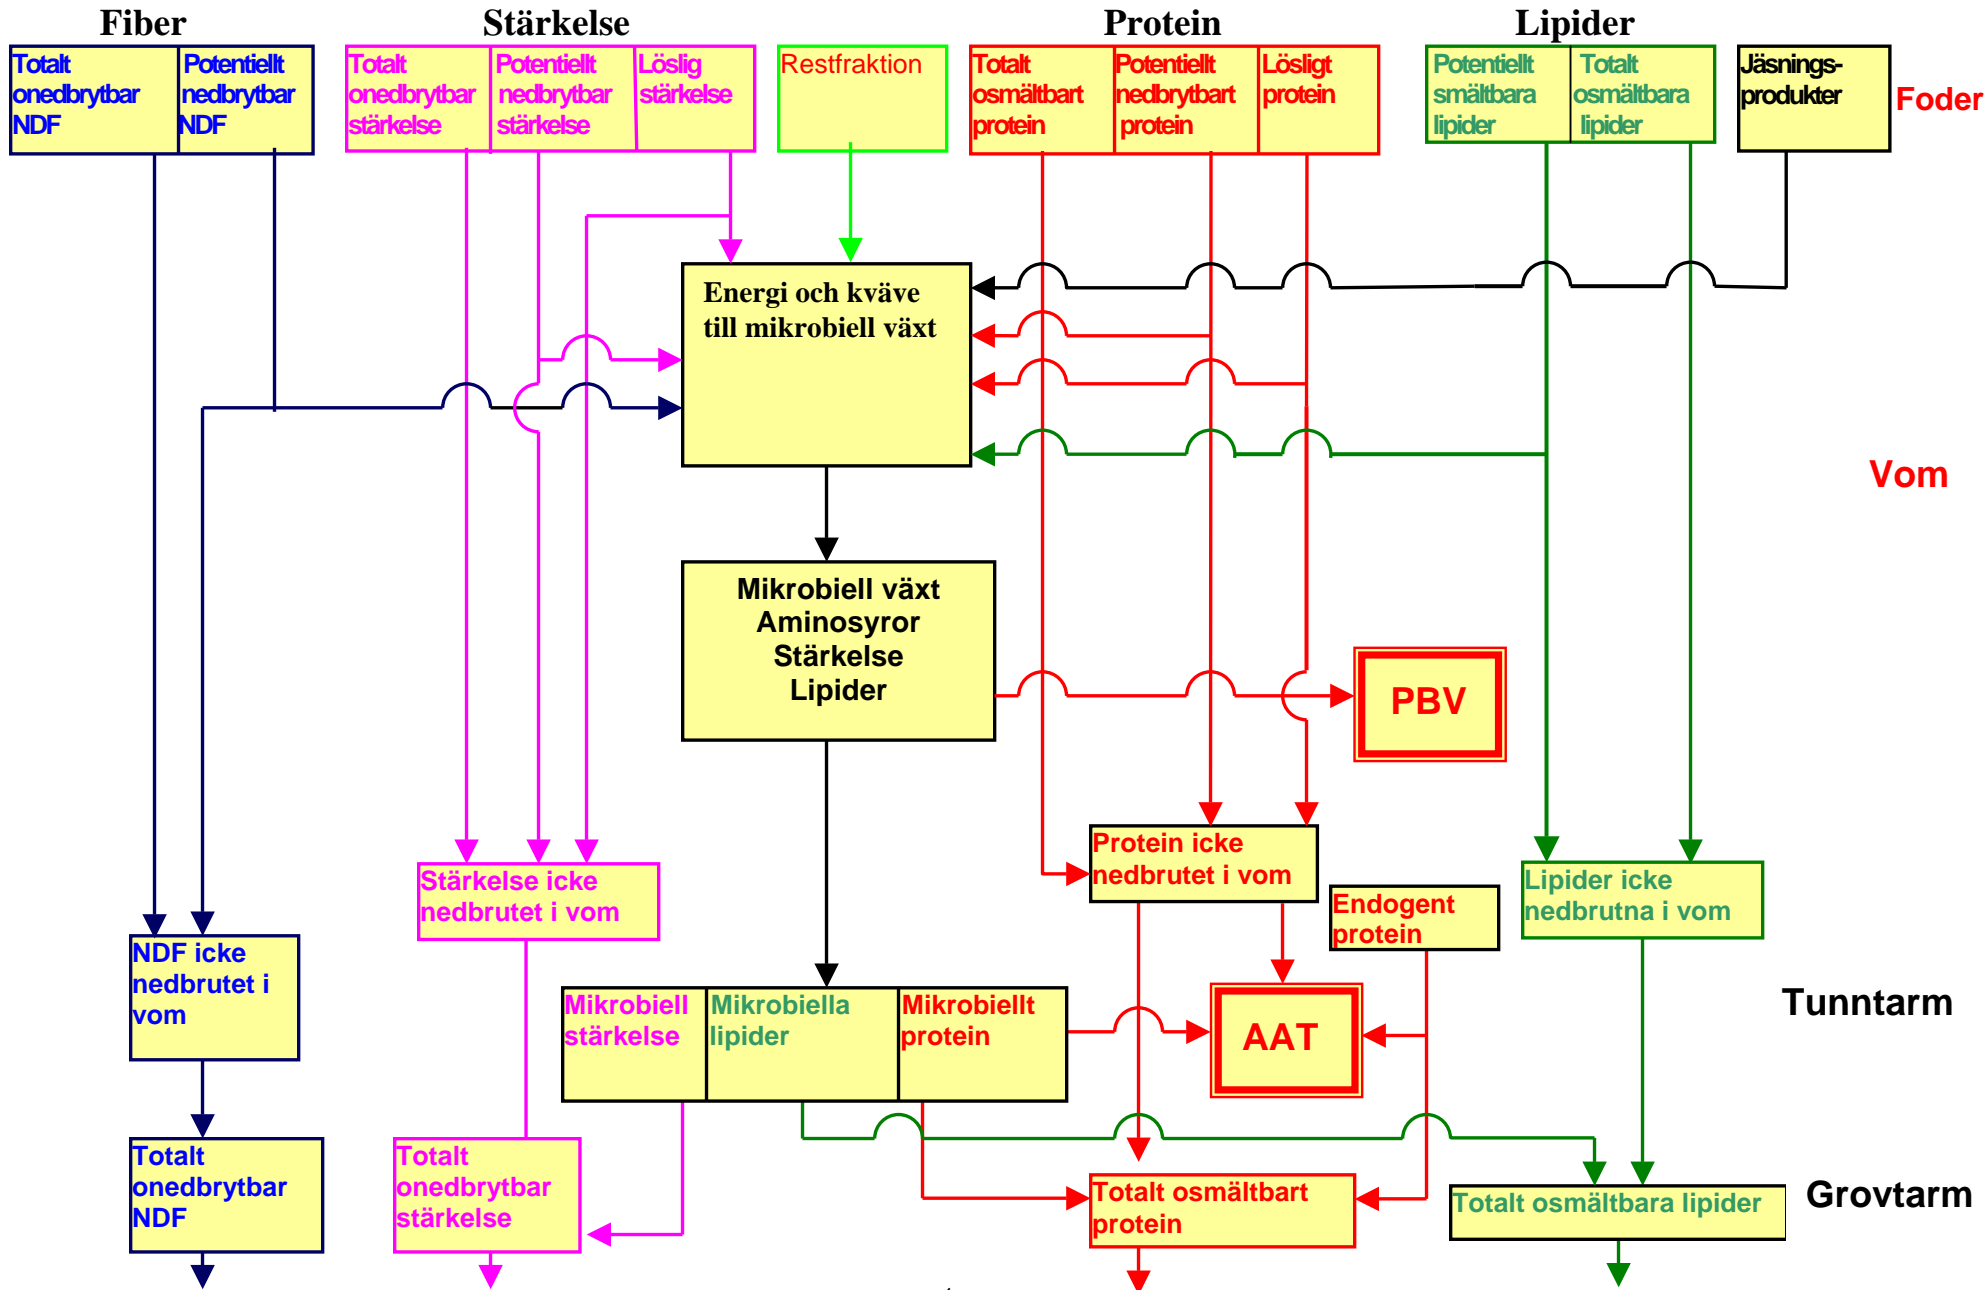 Fiber
Stärkelse
Protein
Lipider
Totalt
onedbrytbar
NDF
Potentiellt
nedbrytbar
NDF
Totalt
onedbrytbar
stärkelse
Potentiellt
nedbrytbar
stärkelse
Löslig
stärkelse
Restfraktion
Totalt
osmältbart
protein
Potentiellt
nedbrytbart
protein
Lösligt
protein
Potentiellt
smältbara
lipider
Totalt
osmältbara
lipider
Jäsnings-
produkter
Foder
Energi och kväve
till mikrobiell växt
Vom
Mikrobiell växt
Aminosyror
Stärkelse
Lipider
PBV
Protein icke
nedbrutet i vom
Stärkelse icke
nedbrutet i vom
Lipider icke
nedbrutna i vom
Endogent
protein
NDF icke
nedbrutet i
vom
Mikrobiell
stärkelse
Mikrobiella
lipider
Mikrobiellt
protein
AAT
Tunntarm
Totalt
onedbrytbar
NDF
Totalt
onedbrytbar
stärkelse
Totalt osmältbart
protein
Totalt osmältbara lipider
Grovtarm